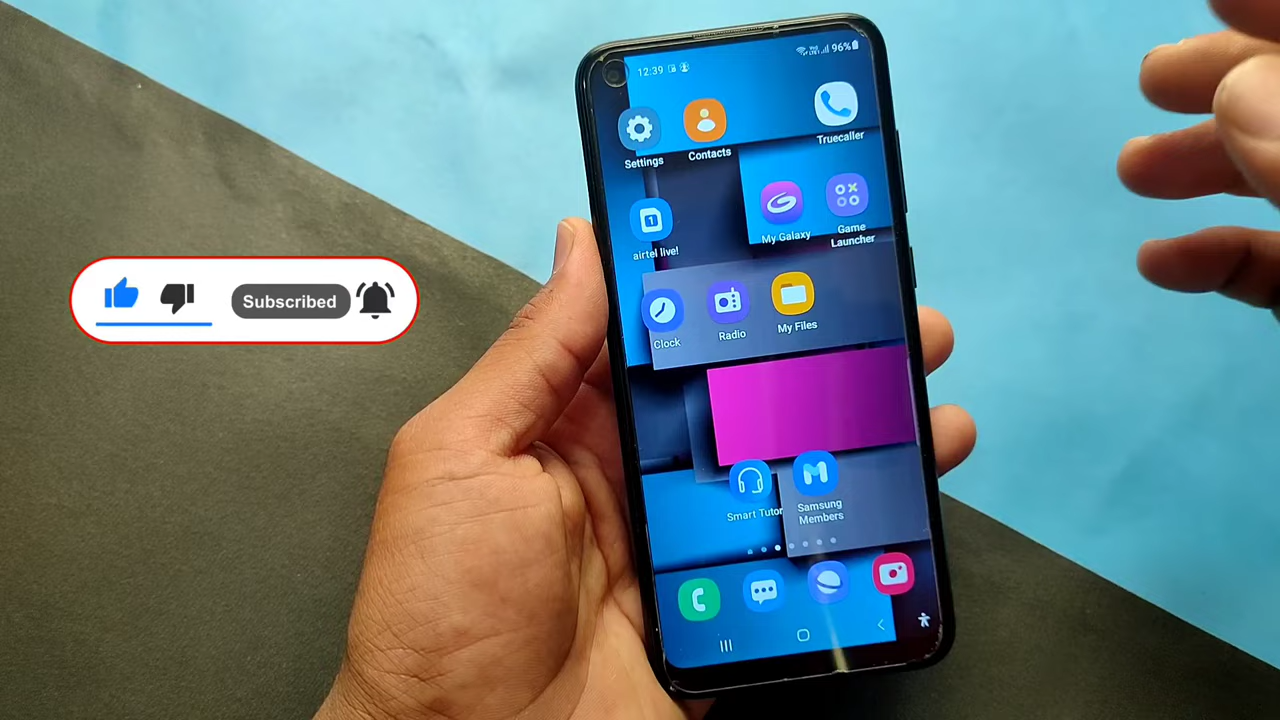 12:39
96%
Settings
Contacts
Truecaller
1
airtel live!
My Galaxy
Game
Launcher
Clock
Radio
My Files
Subscribed
Smart Tutor
Samsung
Members